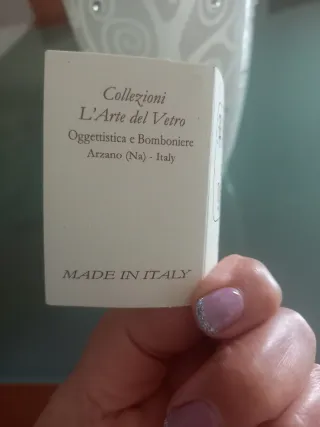 Collezioni
L'Arte del Vetro
Oggettistica e Bomboniere
Arzano (Na) - Italy
MADE IN ITALY